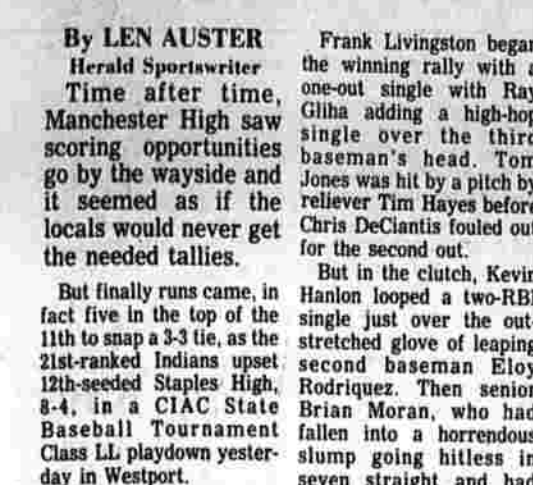 By LEN AUSTER
Herald Sportswriter
Time after time,
Manchester High saw
scoring opportunities
go by the wayside and
it seemed as if the
locals would never get
the needed tallies.
But finally runs came, in
fact five in the top of the
11th to snap a 3-3 tie, as the
21st-ranked Indians upset
12th-seeded Staples High,
8-4, in a CIAC State
Baseball Tournament
Class LL playdown yester-
day in Westport.
Frank Livingston began
the winning rally with a
one-out single with Ray
Gliha adding a high-hop
single over the third
baseman's head. Tom
Jones was hit by a pitch by
reliever Tim Hayes before
Chris DeCiantis fouled out
for the second out.
But in the clutch, Kevin
Hanlon looped a two-RBI
single just over the out-
stretched glove of leaping
second baseman Eloy
Rodriquez. Then senior
Brian Moran, who had
fallen into a horrendous
slump going hitless in
seven straight and had